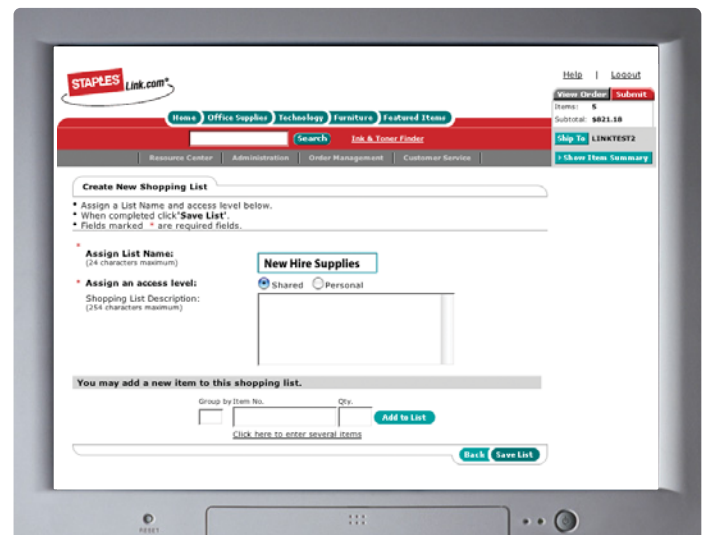 STAPLES Link.com
Help | Logout
View Order Submit
Items: 5
Subtotal: $821.18
Ship To LINKTEST2
Show Item Summary
Home Office Supplies Technology Furniture Featured Items
Search Ink & Toner Finder
Resource Center | Administration | Order Management | Customer Service
Create New Shopping List
• Assign a List Name and access level below.
• When completed click 'Save List'.
• Fields marked * are required fields.
*
Assign List Name:
(24 characters maximum)
New Hire Supplies
* Assign an access level:
Shared Personal
Shopping List Description:
(254 characters maximum)
You may add a new item to this shopping list.
Group by Item No. Qty.
Add to List
Click here to enter several items
Back Save List
RESET